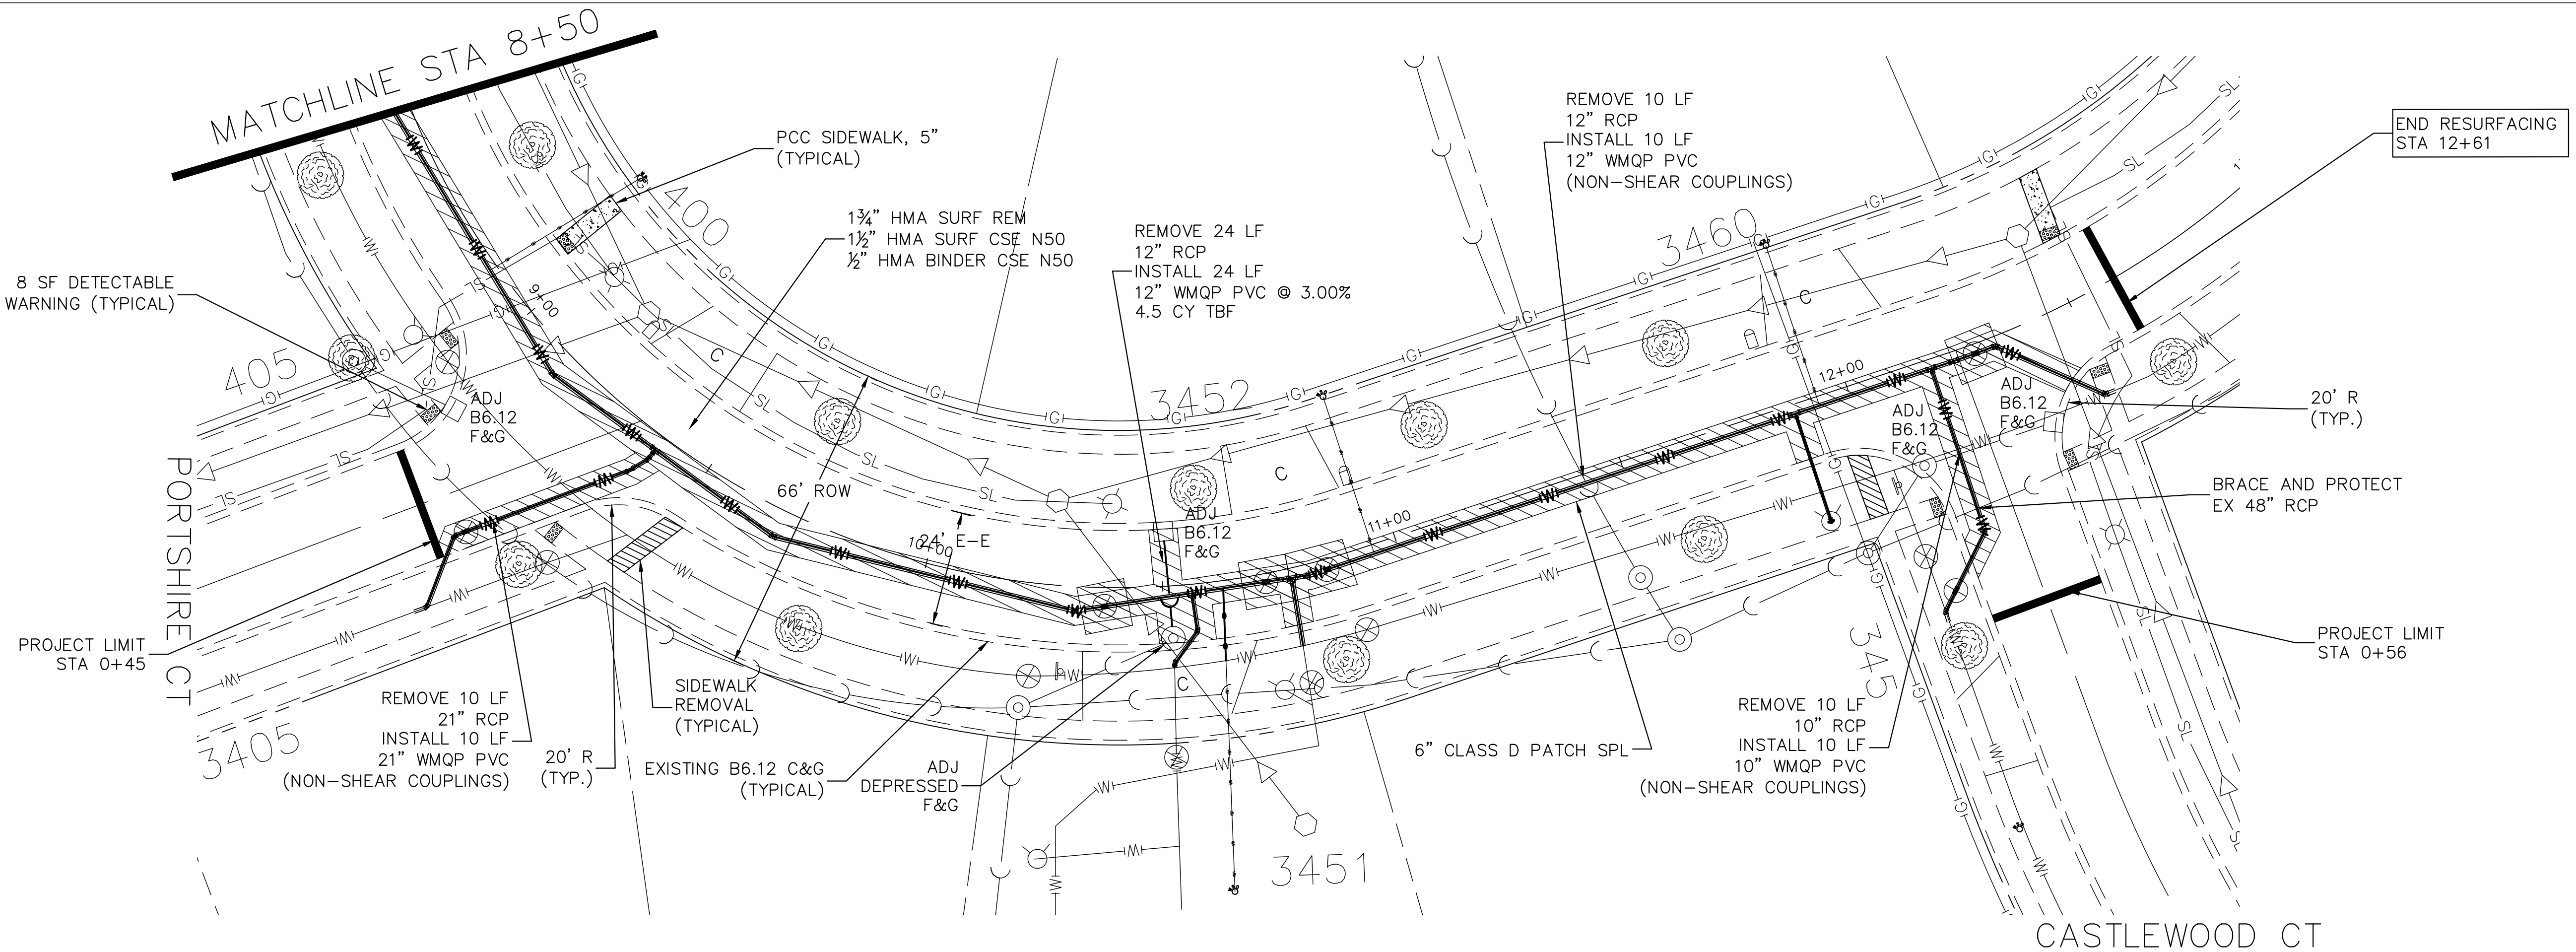 MATCHLINE STA 8+50
PCC SIDEWALK, 5"
(TYPICAL)
400
1¾" HMA SURF REM
1½" HMA SURF CSE N50
½" HMA BINDER CSE N50
REMOVE 24 LF
12" RCP
INSTALL 24 LF
12" WMQP PVC @ 3.00%
4.5 CY TBF
REMOVE 10 LF
12" RCP
INSTALL 10 LF
12" WMQP PVC
(NON-SHEAR COUPLINGS)
3460
END RESURFACING
STA 12+61
8 SF DETECTABLE
WARNING (TYPICAL)
9+00
405
ADJ
B6.12
F&G
3452
12+00
ADJ
B6.12
F&G
ADJ
B6.12
F&G
20' R
(TYP.)
PORTSHIRE CT
66' ROW
24' E-E
10+00
ADJ
B6.12
F&G
11+00
BRACE AND PROTECT
EX 48" RCP
PROJECT LIMIT
STA 0+45
PROJECT LIMIT
STA 0+56
3405
REMOVE 10 LF
21" RCP
INSTALL 10 LF
21" WMQP PVC
(NON-SHEAR COUPLINGS)
20' R
(TYP.)
SIDEWALK
REMOVAL
(TYPICAL)
EXISTING B6.12 C&G
(TYPICAL)
ADJ
DEPRESSED
F&G
3451
6" CLASS D PATCH SPL
REMOVE 10 LF
10" RCP
INSTALL 10 LF
10" WMQP PVC
(NON-SHEAR COUPLINGS)
345
CASTLEWOOD CT